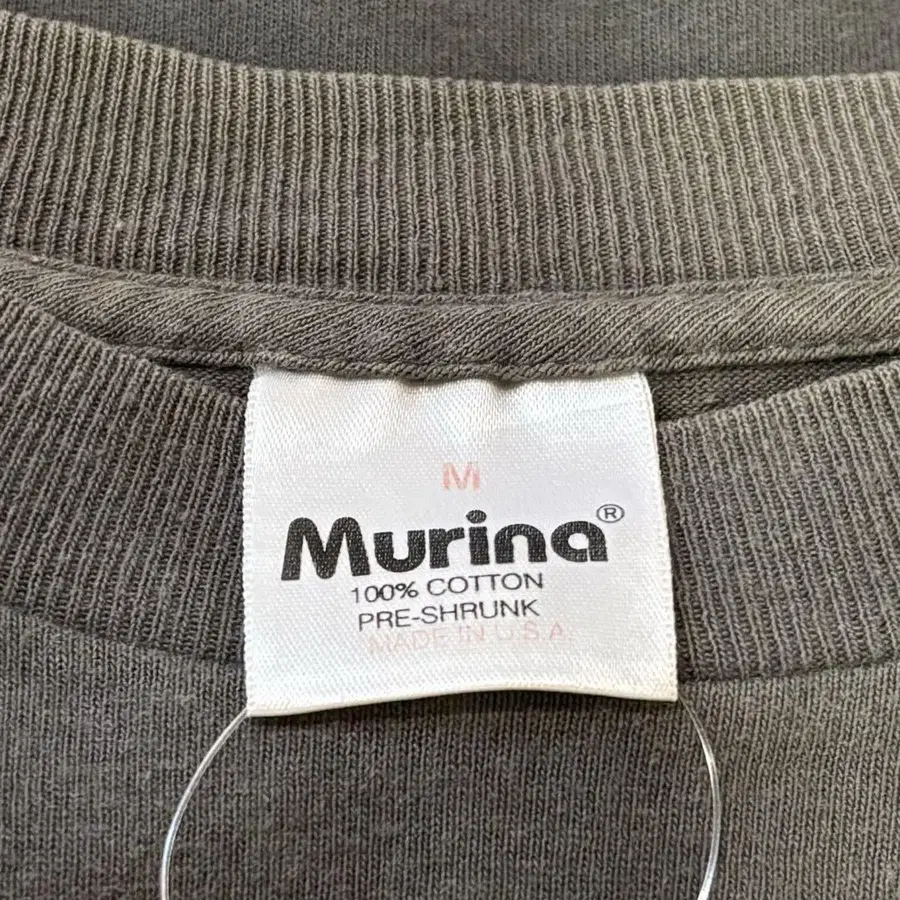 M
Murina®
100% COTTON
PRE-SHRUNK
MADE IN U.S.A